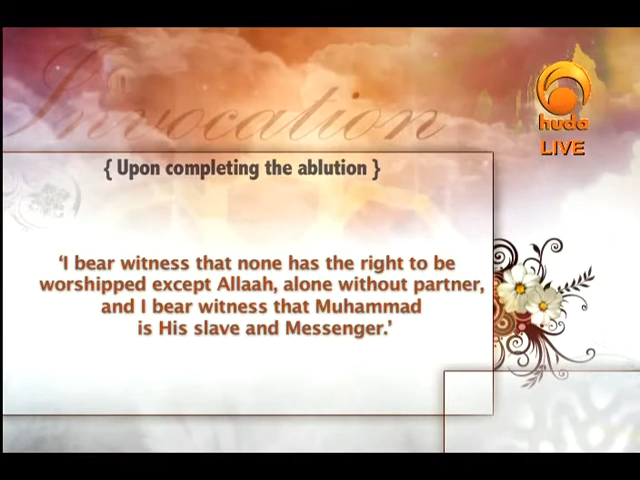 Invocation
huda
LIVE
{ Upon completing the ablution }
‘I bear witness that none has the right to be
worshipped except Allaah, alone without partner,
and I bear witness that Muhammad
is His slave and Messenger.’